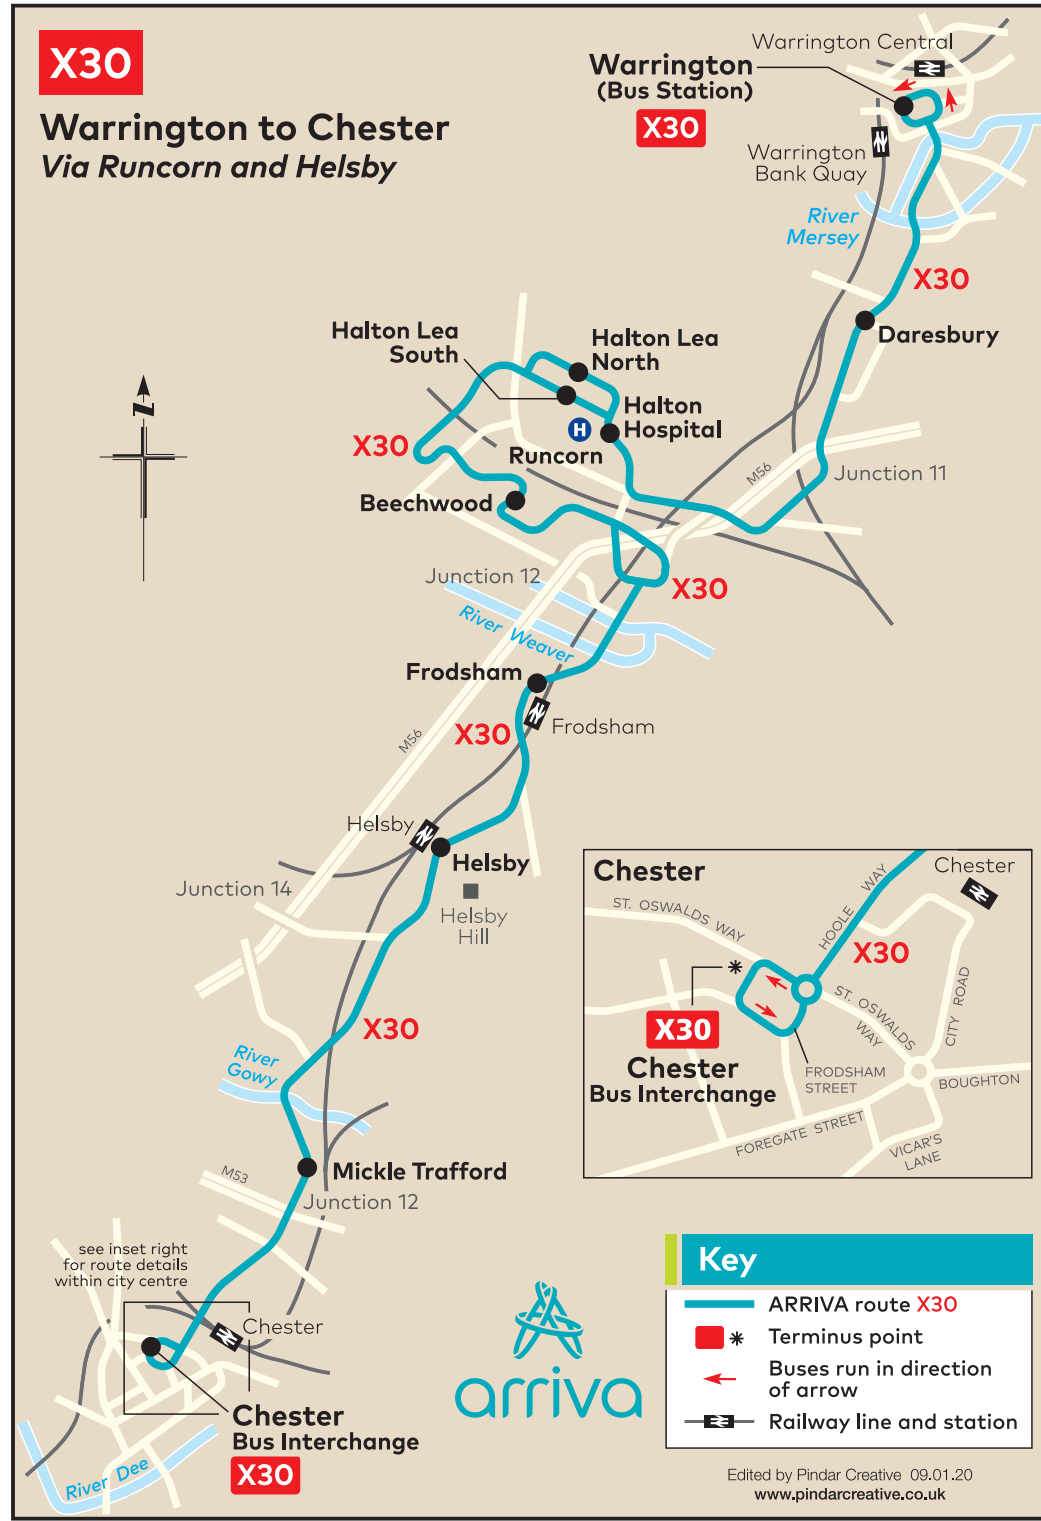 X30
Warrington to Chester
Via Runcorn and Helsby
Warrington Central
Warrington
(Bus Station)
X30
Warrington
Bank Quay
River
Mersey
X30
Daresbury
Halton Lea
South
Halton Lea
North
Halton
Hospital
H
Runcorn
X30
N
M56
Junction 11
Beechwood
Junction 12
X30
River Weaver
Frodsham
X30
Frodsham
M56
Helsby
Helsby
Junction 14
Helsby
Hill
X30
River
Gowy
Mickle Trafford
M53
Junction 12
see inset right
for route details
within city centre
Chester
Chester
Bus Interchange
X30
River Dee
Chester
Chester
HOOLE WAY
ST. OSWALDS WAY
X30
X30
Chester
Bus Interchange
ST. OSWALDS
WAY
CITY ROAD
FRODSHAM
STREET
BOUGHTON
FOREGATE STREET
VICAR'S
LANE
arriva
Key
ARRIVA route X30
Terminus point
Buses run in direction
of arrow
Railway line and station
Edited by Pindar Creative 09.01.20
www.pindarcreative.co.uk